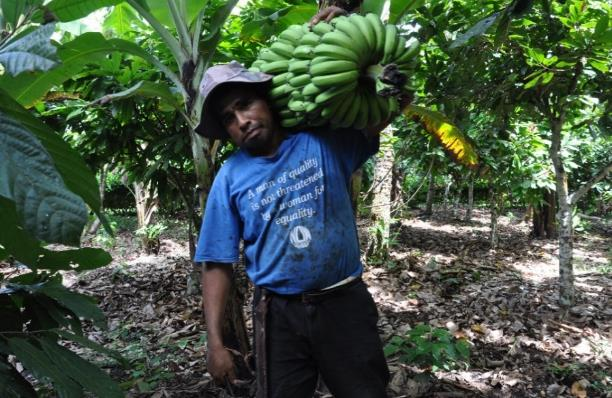 A man of quality
is not threatened
by a woman for
equality.